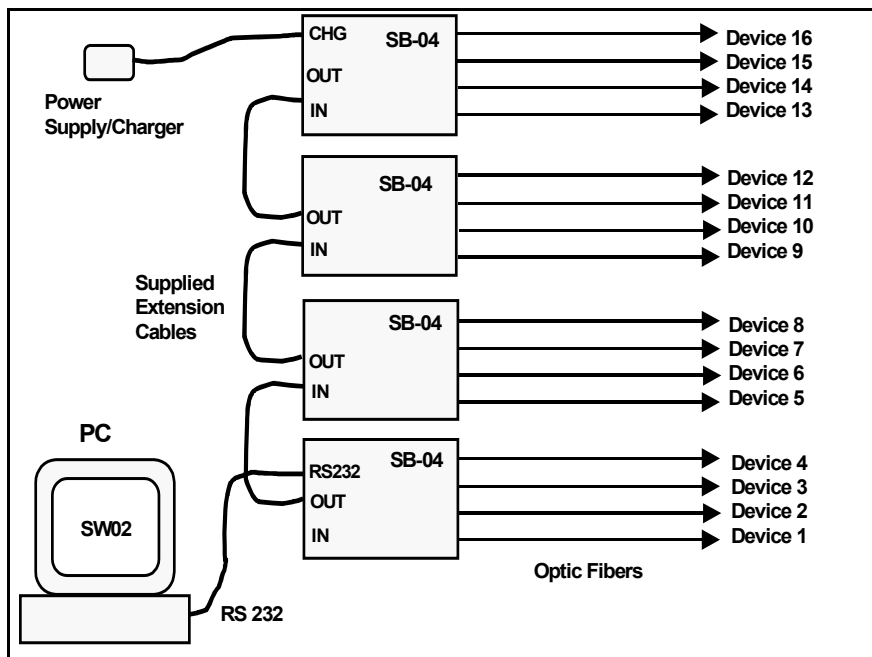 CHG
SB-04
OUT
IN
Power
Supply/Charger
Device 16
Device 15
Device 14
Device 13
SB-04
OUT
IN
Device 12
Device 11
Device 10
Device 9
Supplied
Extension
Cables
SB-04
OUT
IN
Device 8
Device 7
Device 6
Device 5
PC
SW02
RS232
SB-04
OUT
IN
Device 4
Device 3
Device 2
Device 1
Optic Fibers
RS 232